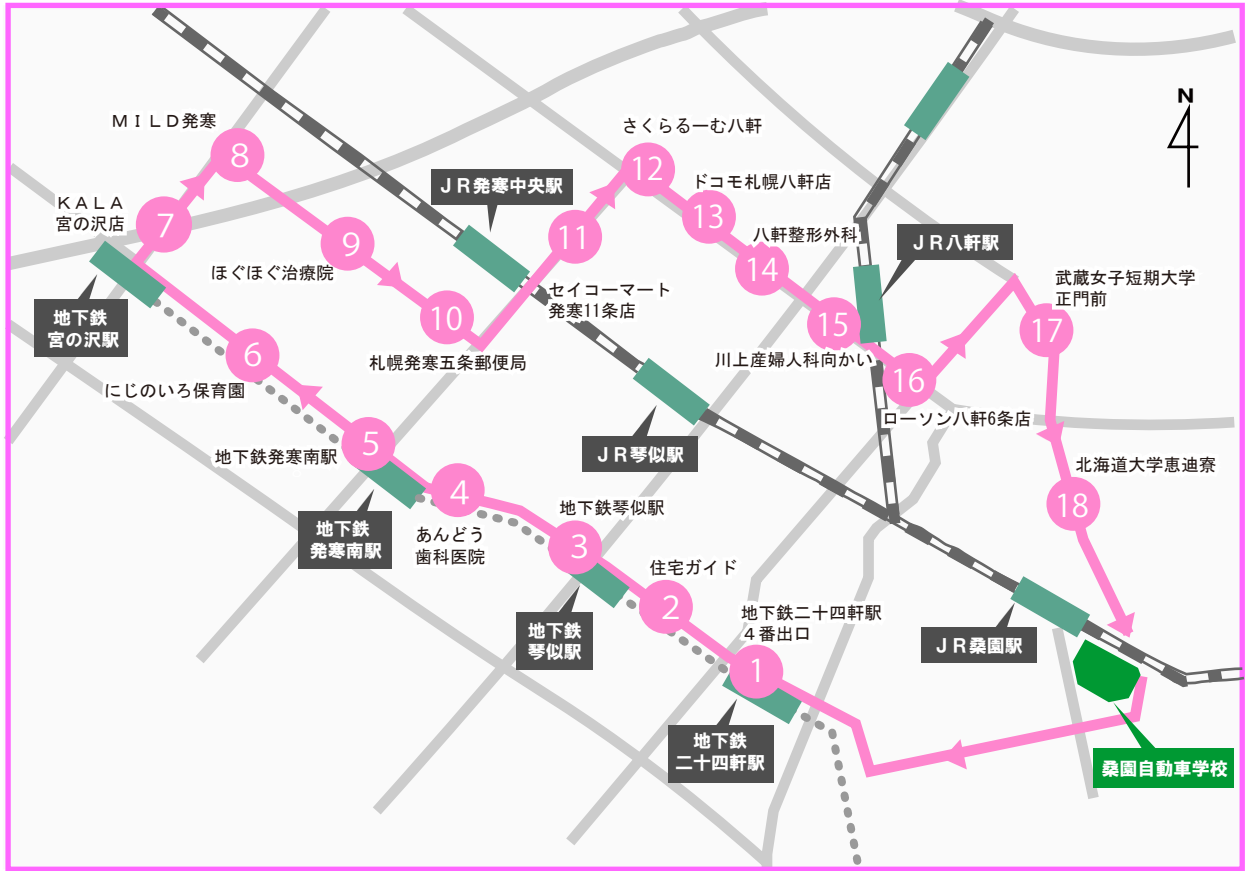 N
MILD発寒
8
KALA
宮の沢店
7
9
ほぐほぐ治療院
10
札幌発寒五条郵便局
JR発寒中央駅
さくらるーむ八軒
12
11
セイコーマート
発寒11条店
ドコモ札幌八軒店
13
八軒整形外科
14
15
川上産婦人科向かい
JR八軒駅
16
ローソン八軒6条店
武蔵女子短期大学
正門前
17
北海道大学恵迪寮
18
地下鉄
宮の沢駅
6
にじのいろ保育園
5
地下鉄発寒南駅
地下鉄
発寒南駅
4
あんどう
歯科医院
JR琴似駅
地下鉄琴似駅
3
地下鉄
琴似駅
住宅ガイド
2
地下鉄二十四軒駅
4番出口
1
地下鉄
二十四軒駅
JR桑園駅
桑園自動車学校